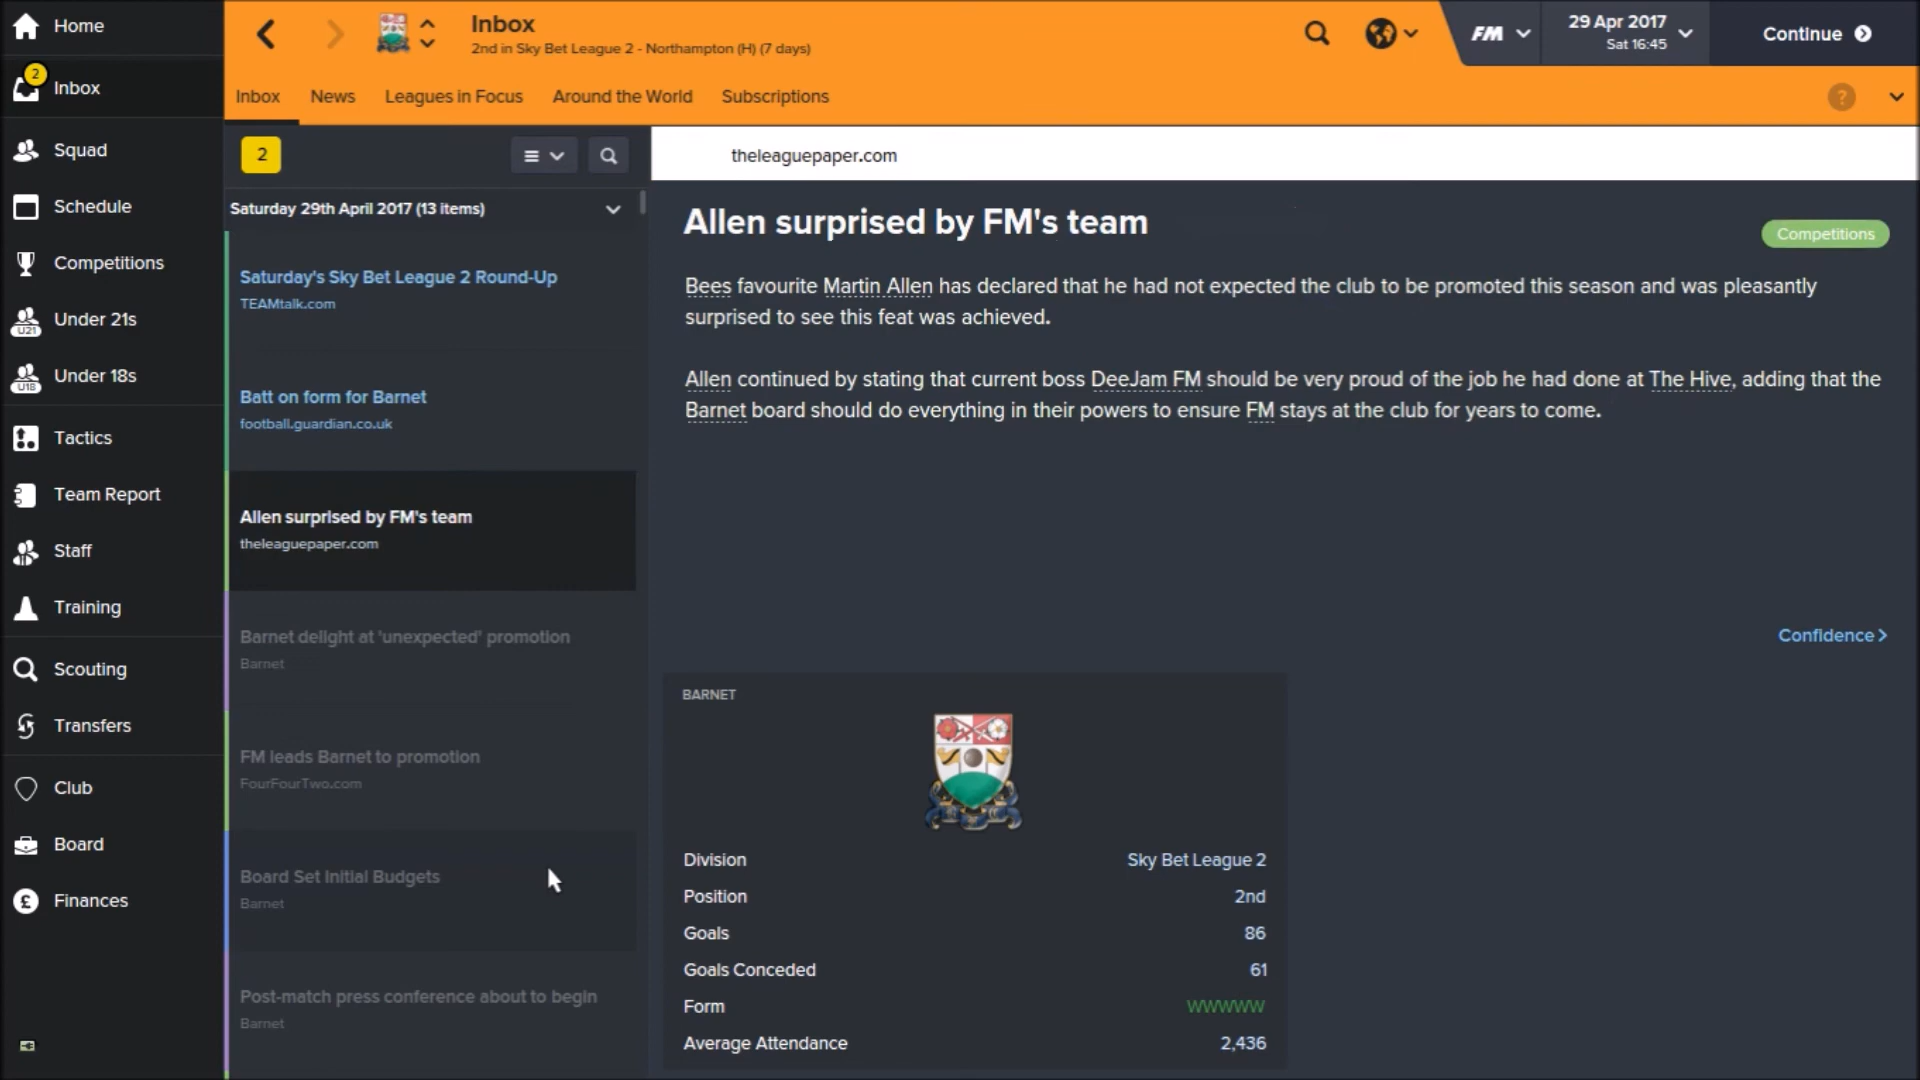 Home
2
Inbox
Squad
Schedule
Competitions
U21
Under 21s
U18
Under 18s
Tactics
Team Report
Staff
Training
Scouting
Transfers
Club
Board
£
Finances
Inbox
2nd in Sky Bet League 2 - Northampton (H) (7 days)
FM
29 Apr 2017
Sat 16:45
Continue
Inbox
News
Leagues in Focus
Around the World
Subscriptions
?
2
Saturday 29th April 2017 (13 items)
Saturday's Sky Bet League 2 Round-Up
TEAMtalk.com
Batt on form for Barnet
football.guardian.co.uk
Allen surprised by FM's team
theleaguepaper.com
Barnet delight at 'unexpected' promotion
Barnet
FM leads Barnet to promotion
FourFourTwo.com
Board Set Initial Budgets
Barnet
Post-match press conference about to begin
Barnet
theleaguepaper.com
Allen surprised by FM's team
Competitions
Bees favourite Martin Allen has declared that he had not expected the club to be promoted this season and was pleasantly
surprised to see this feat was achieved.
Allen continued by stating that current boss DeeJam FM should be very proud of the job he had done at The Hive, adding that the
Barnet board should do everything in their powers to ensure FM stays at the club for years to come.
Confidence
BARNET
Division Sky Bet League 2
Position 2nd
Goals 86
Goals Conceded 61
Form WWWWW
Average Attendance 2,436